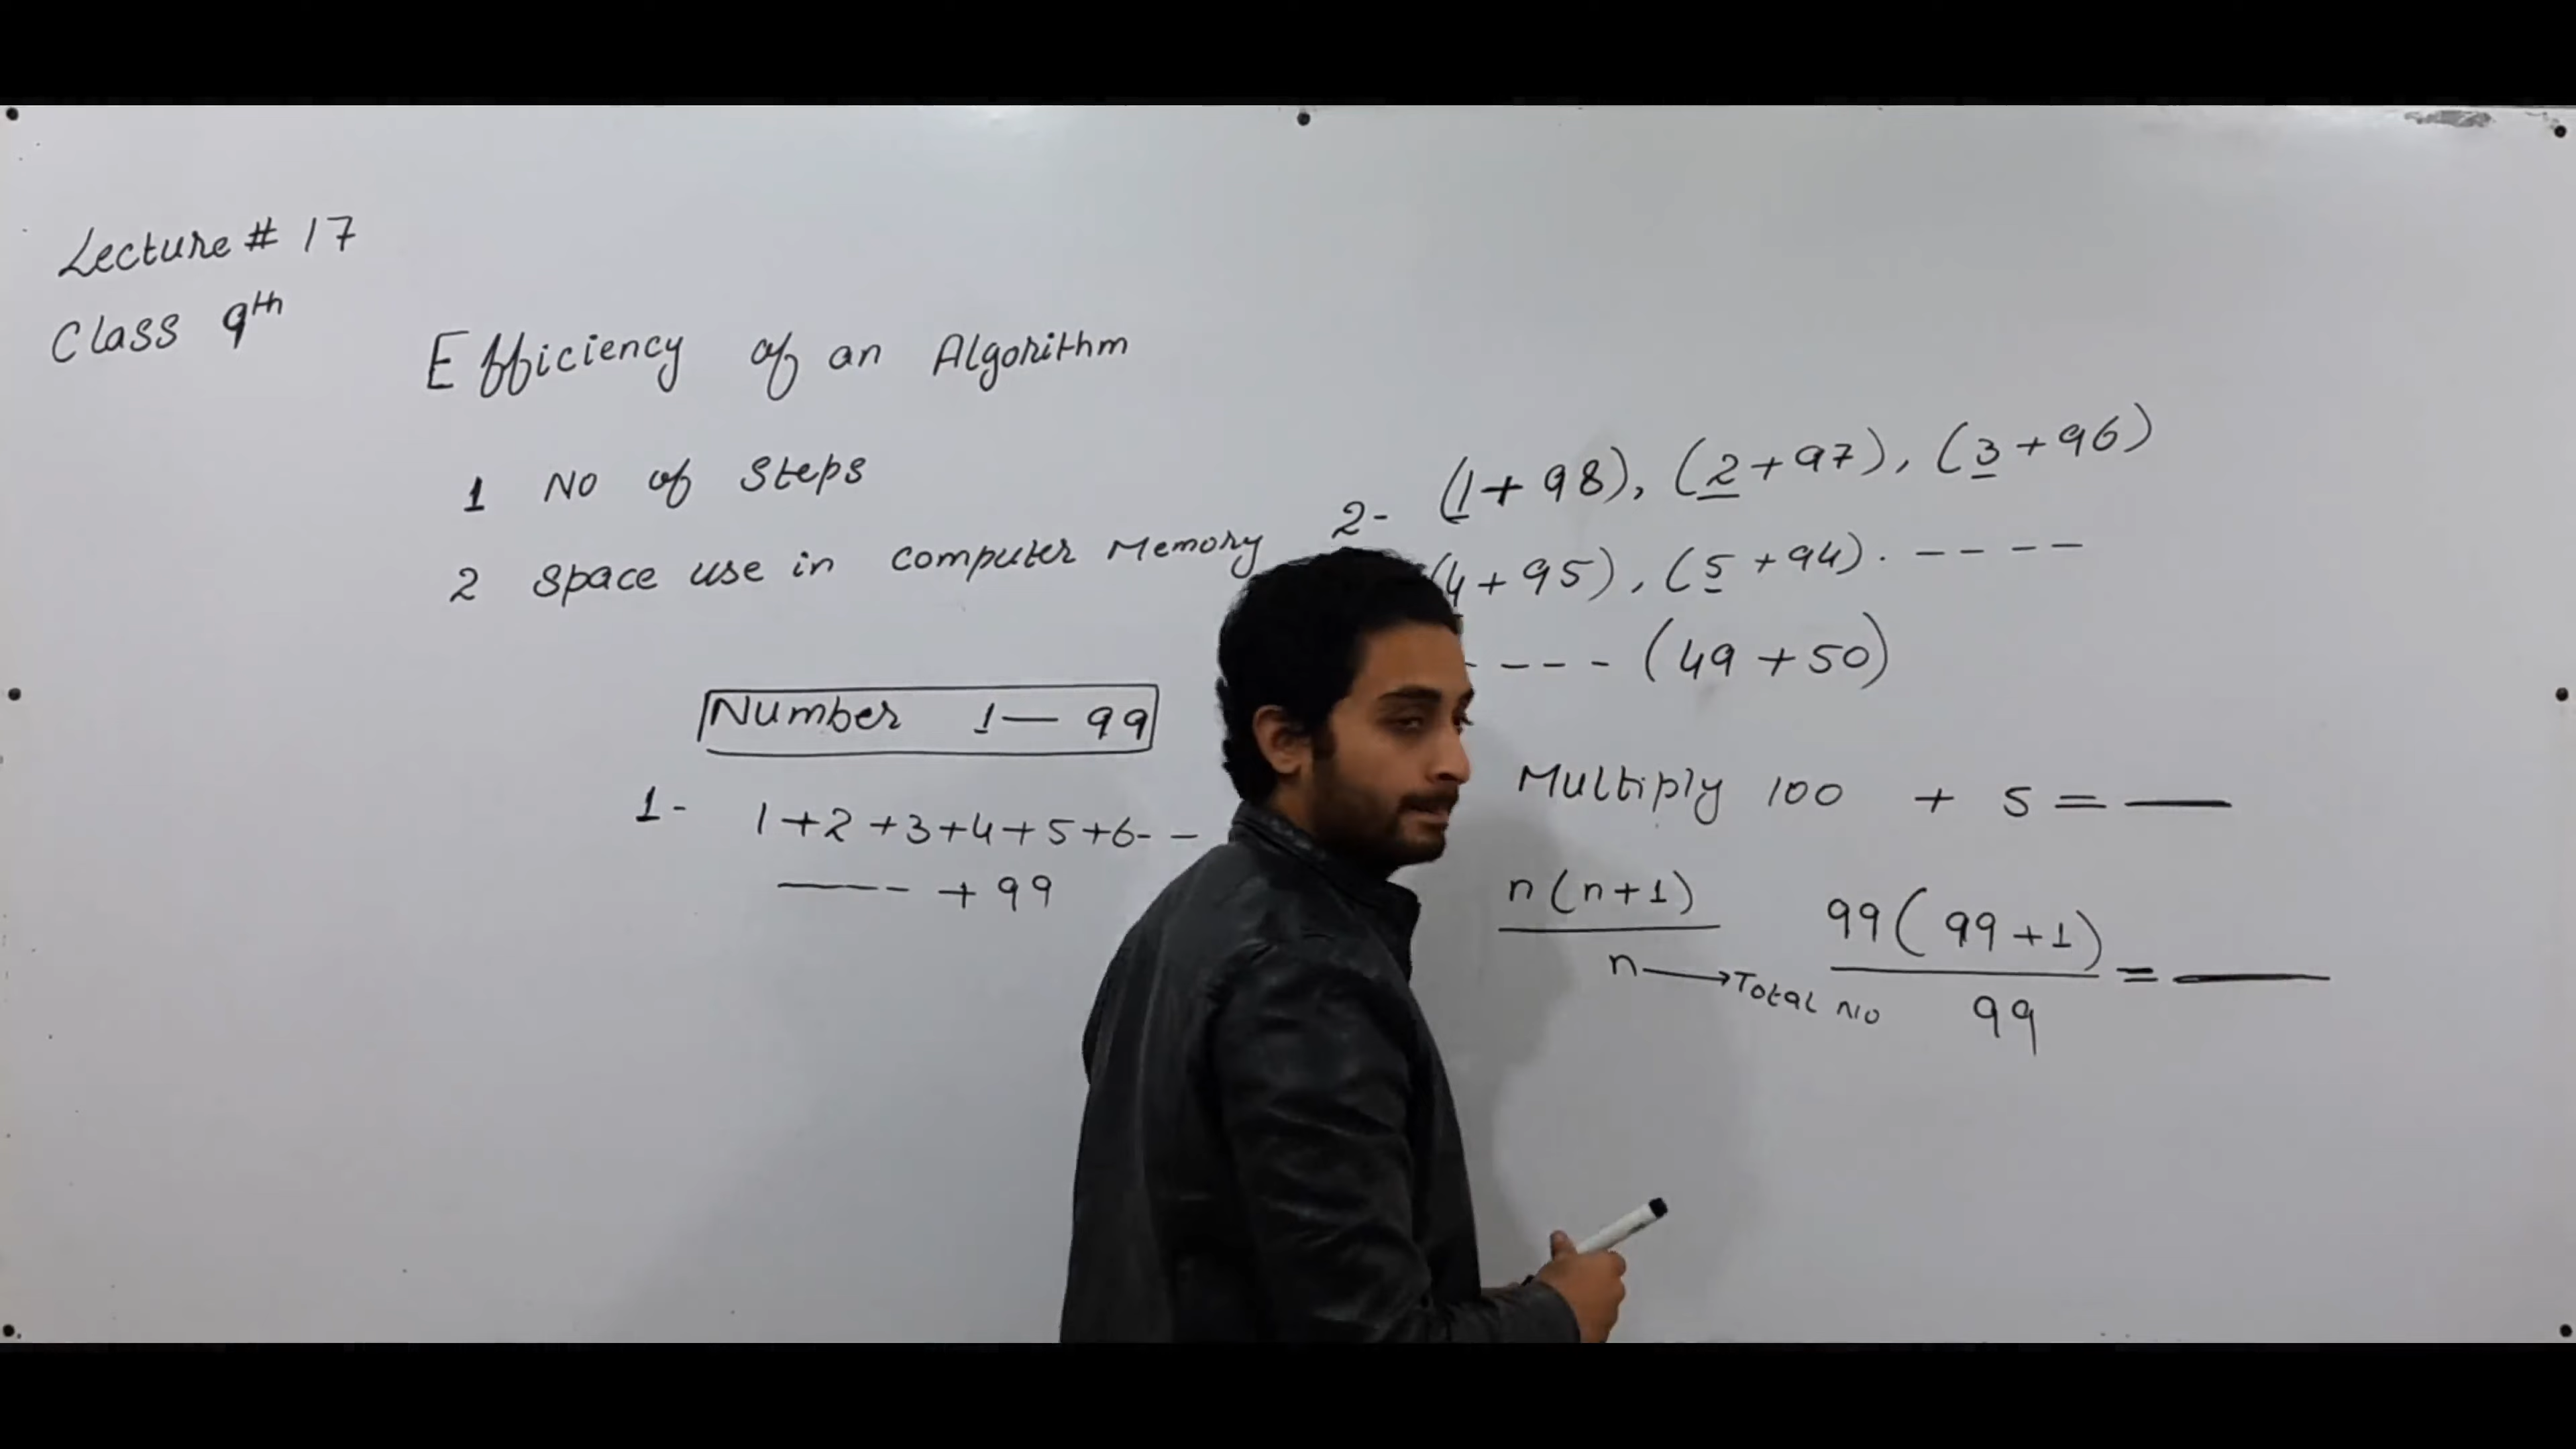 Lecture # 17
Class 9th
Efficiency of an Algorithm
1 No of Steps
2 Space use in computer Memory
Number 1 — 99
1- 1+2+3+4+5+6- -
---- + 99
2- (1+98), (2+97), (3+96)
(4+95), (5+94). ----
---- (49+50)
Multiply 100 + 5 = —
n(n+1)
n → Total No
99(99+1)
99
= —